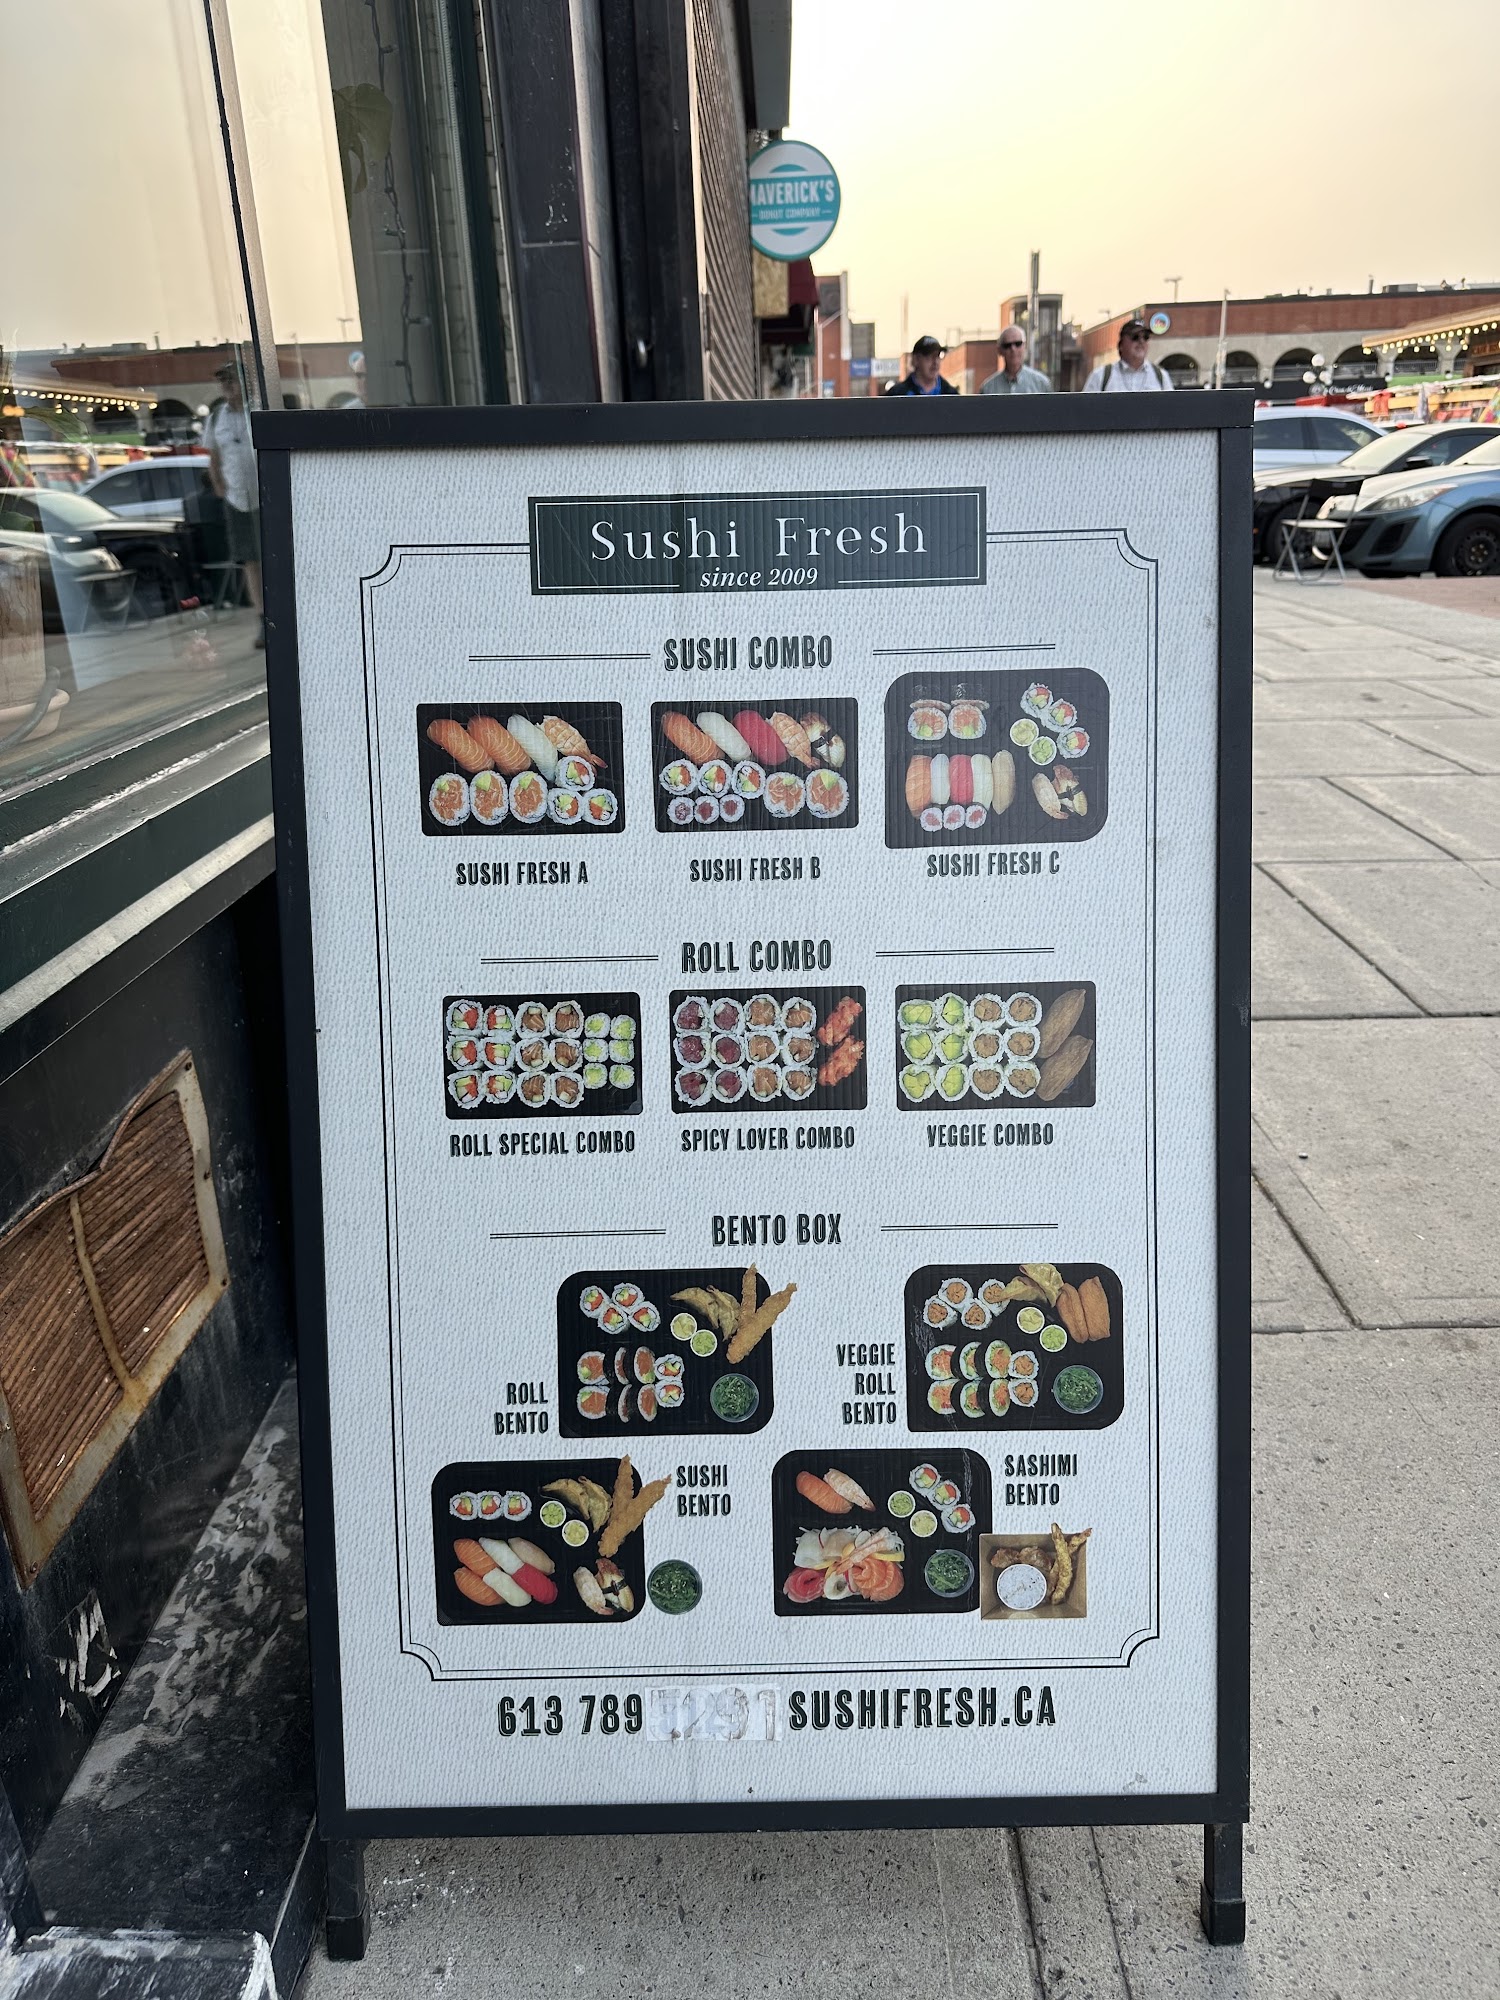 MAVERICK'S
DONUT COMPANY
Sushi Fresh
since 2009
SUSHI COMBO
SUSHI FRESH A
SUSHI FRESH B
SUSHI FRESH C
ROLL COMBO
ROLL SPECIAL COMBO
SPICY LOVER COMBO
VEGGIE COMBO
BENTO BOX
ROLL
BENTO
VEGGIE
ROLL
BENTO
SUSHI
BENTO
SASHIMI
BENTO
613 789 SUSHIFRESH.CA